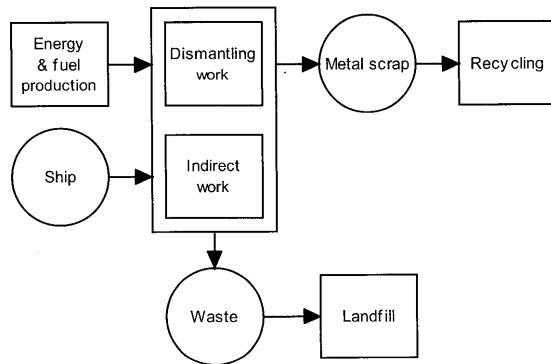 Energy
& fuel
production
Dismantling
work
Metal scrap
Recycling
Ship
Indirect
work
Waste
Landfill